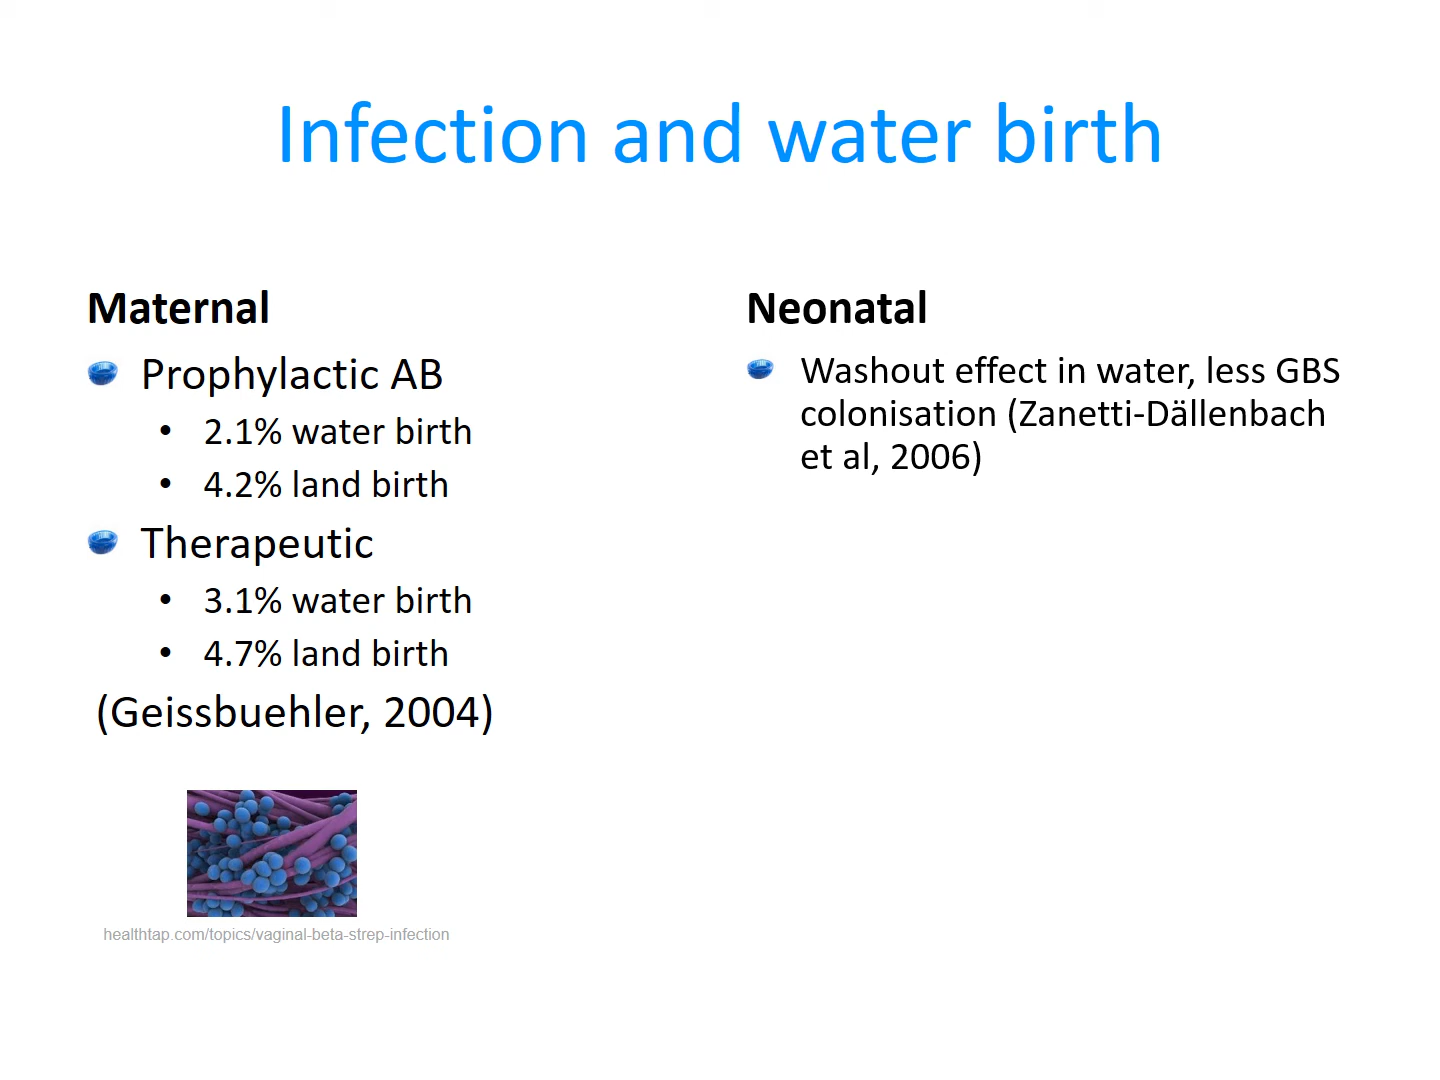 Infection and water birth
Maternal
Prophylactic AB
• 2.1% water birth
• 4.2% land birth
Therapeutic
• 3.1% water birth
• 4.7% land birth
(Geissbuehler, 2004)
healthtap.com/topics/vaginal-beta-strep-infection
Neonatal
Washout effect in water, less GBS
colonisation (Zanetti-Dällenbach
et al, 2006)